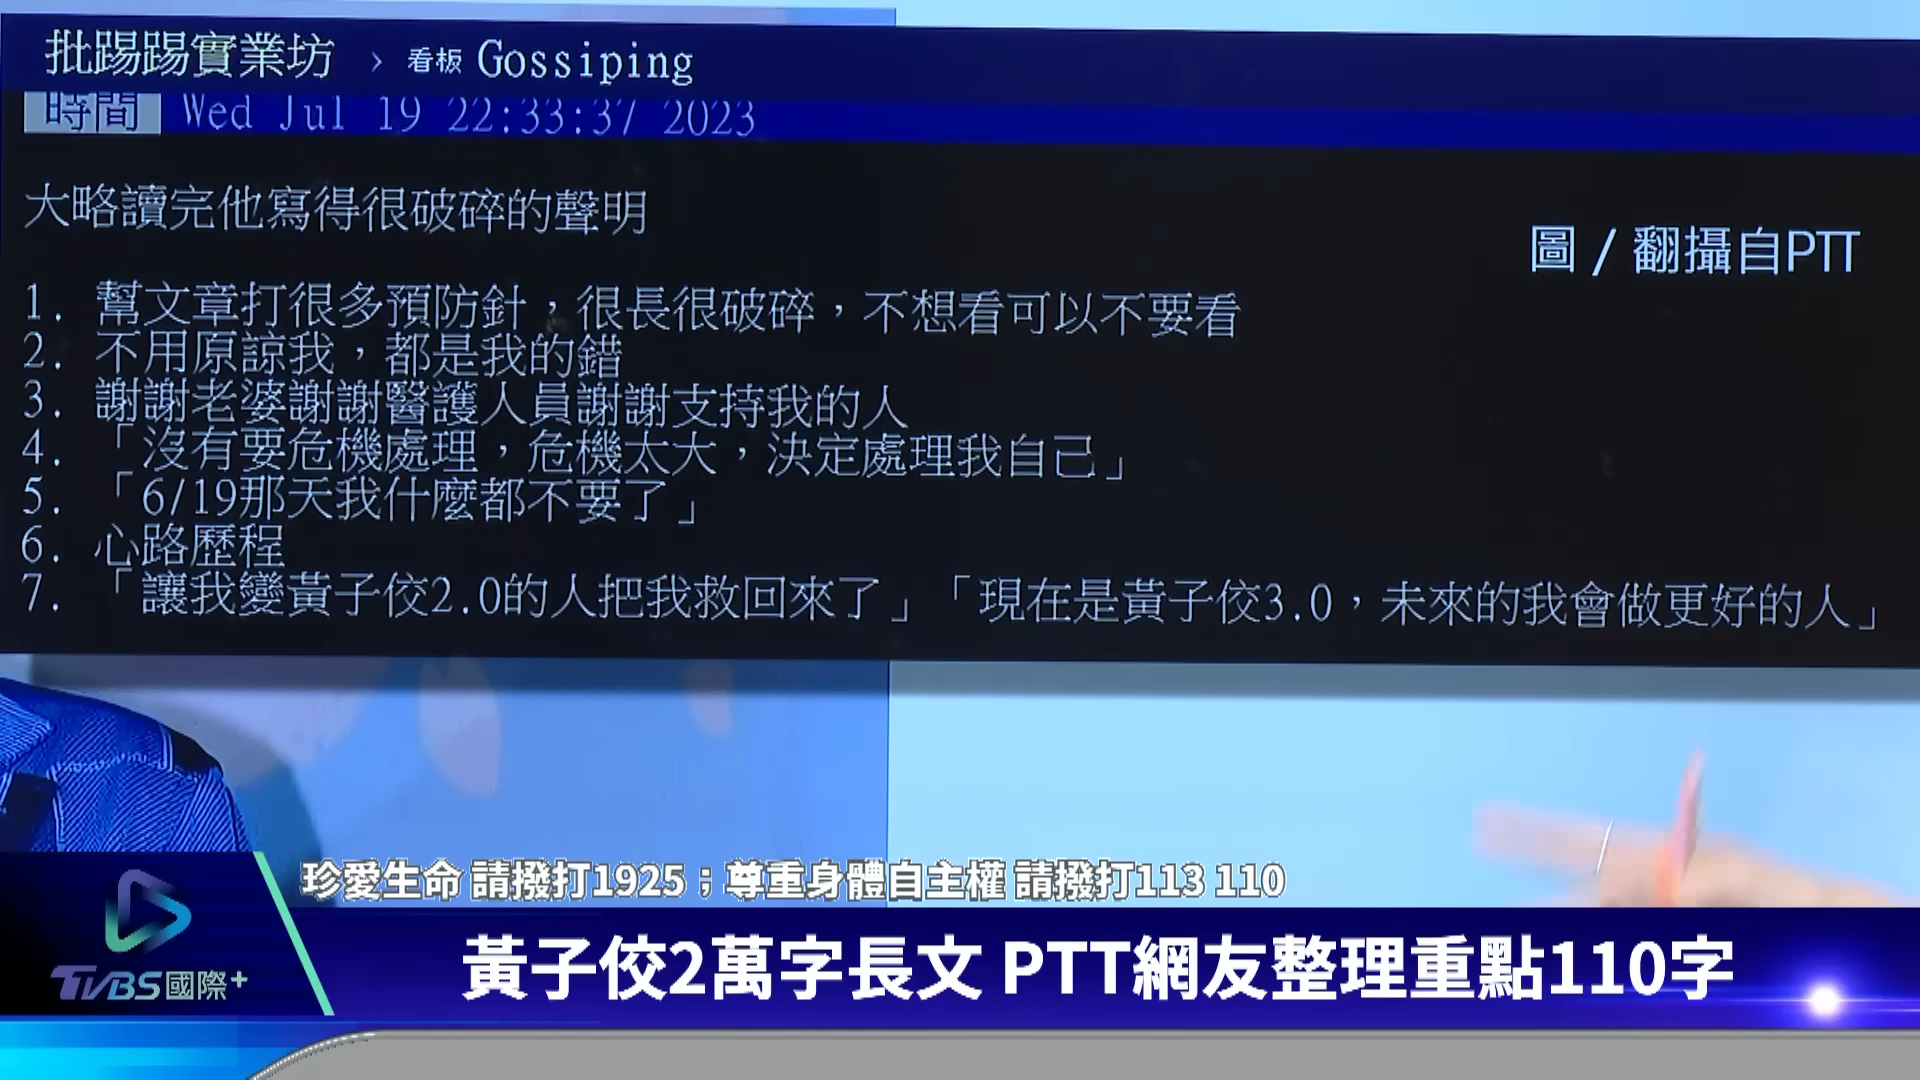 批踢踢實業坊 › 看板 Gossiping
時間 Wed Jul 19 22:33:37 2023
大略讀完他寫得很破碎的聲明
圖 / 翻攝自PTT
1. 幫文章打很多預防針，很長很破碎，不想看可以不要看
2. 不用原諒我，都是我的錯
3. 謝謝老婆謝謝醫護人員謝謝支持我的人
4. 「沒有要危機處理，危機太大，決定處理我自己」
5. 「6/19那天我什麼都不要了」
6. 心路歷程
7. 「讓我變黃子佼2.0的人把我救回來了」「現在是黃子佼3.0，未來的我會做更好的人」
珍愛生命 請撥打1925；尊重身體自主權 請撥打113 110
黃子佼2萬字長文 PTT網友整理重點110字
TVBS國際+